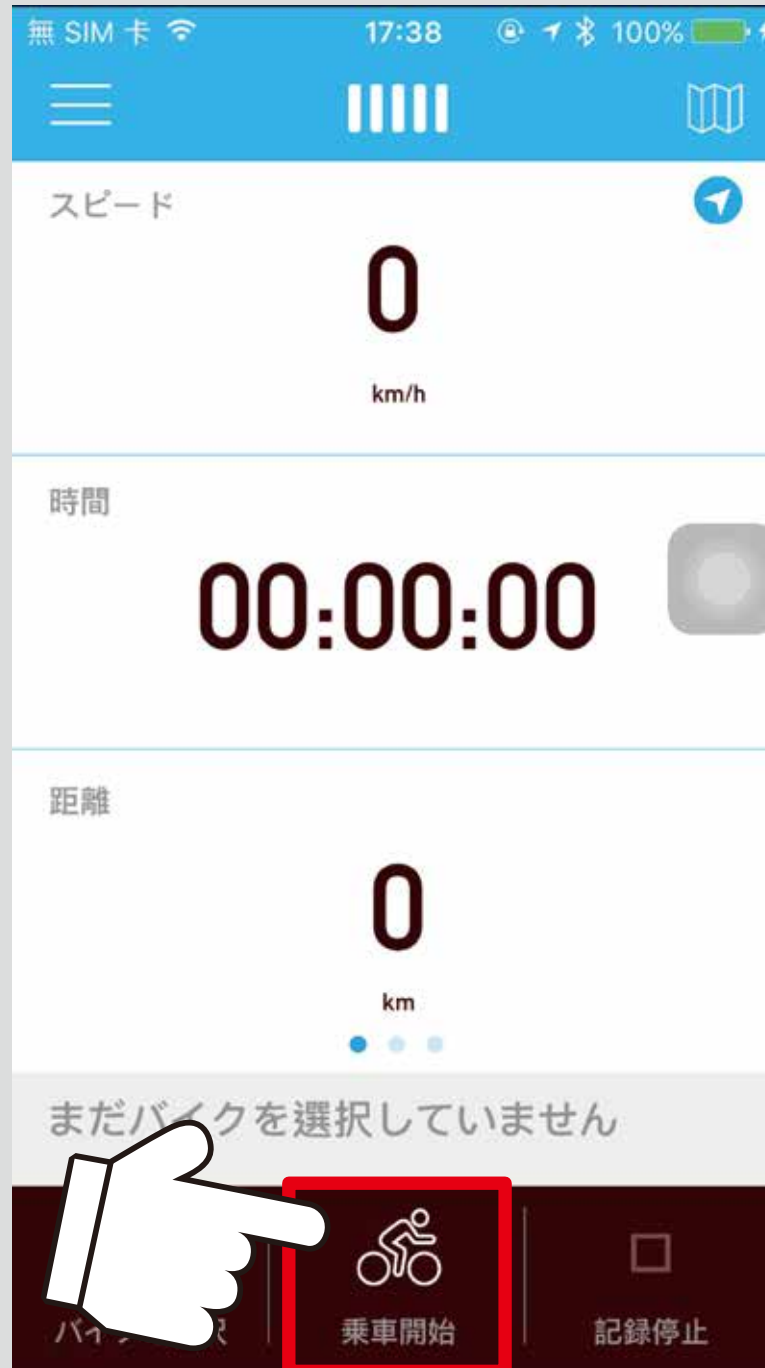 無 SIM 卡 17:38 100%
スピード
0
km/h
時間
00:00:00
距離
0
km
まだバイクを選択していません
乗車開始 記録停止